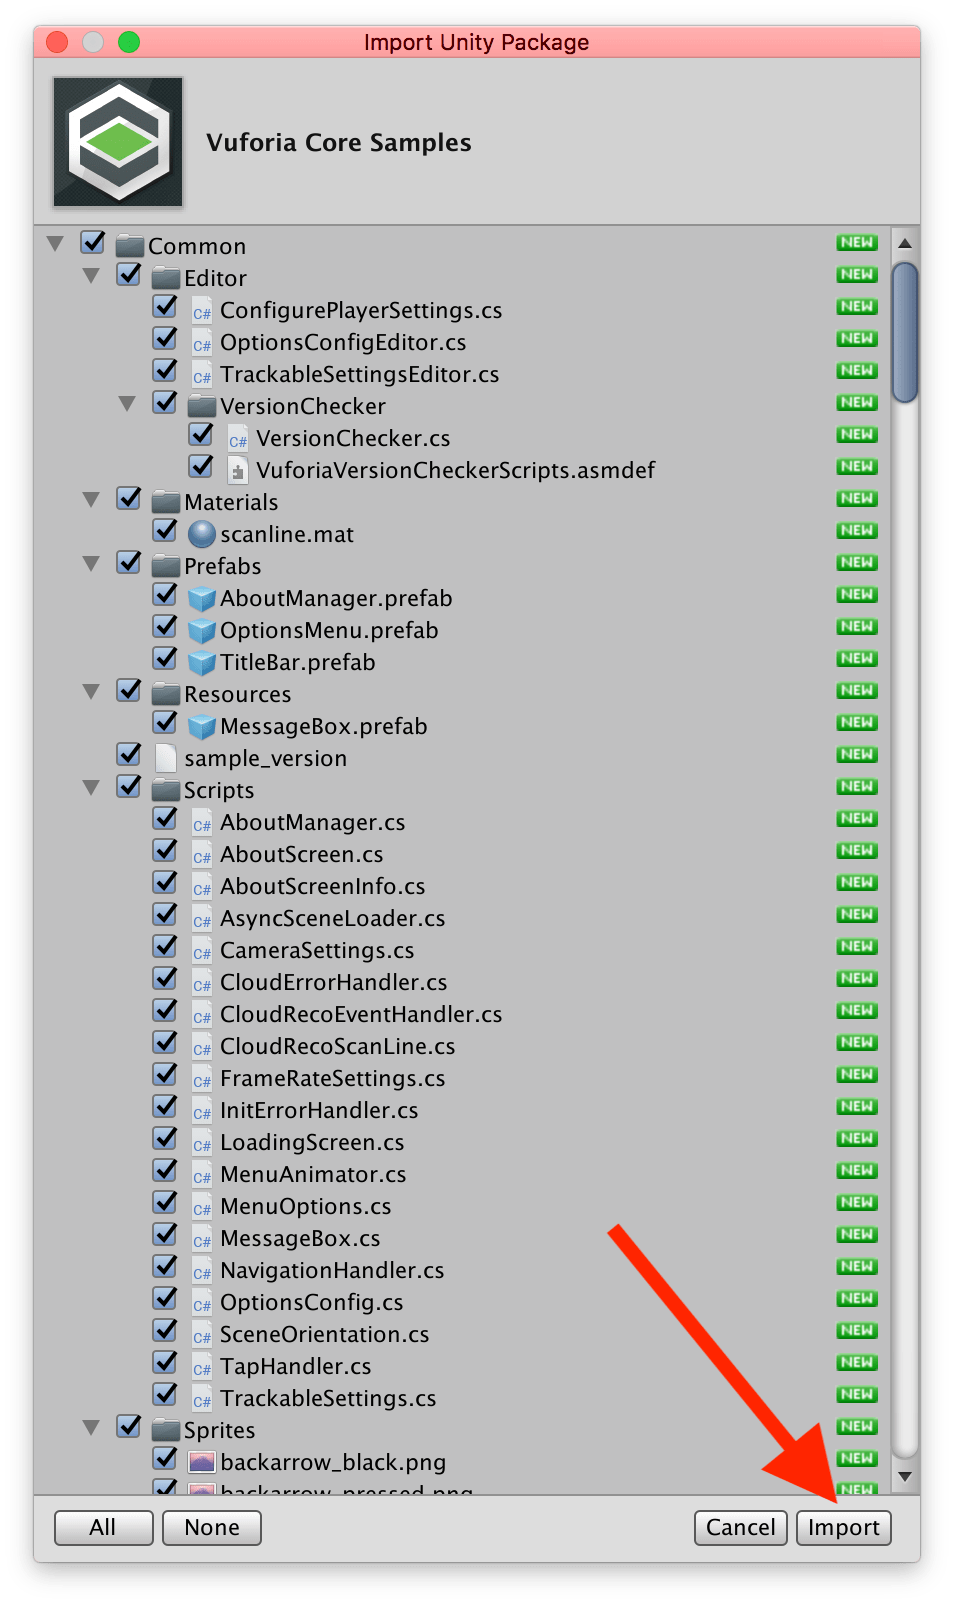 Import Unity Package
Vuforia Core Samples
Common NEW
Editor NEW
C# ConfigurePlayerSettings.cs NEW
C# OptionsConfigEditor.cs NEW
C# TrackableSettingsEditor.cs NEW
VersionChecker NEW
C# VersionChecker.cs NEW
VuforiaVersionCheckerScripts.asmdef NEW
Materials NEW
scanline.mat NEW
Prefabs NEW
AboutManager.prefab NEW
OptionsMenu.prefab NEW
TitleBar.prefab NEW
Resources NEW
MessageBox.prefab NEW
sample_version NEW
Scripts NEW
C# AboutManager.cs NEW
C# AboutScreen.cs NEW
C# AboutScreenInfo.cs NEW
C# AsyncSceneLoader.cs NEW
C# CameraSettings.cs NEW
C# CloudErrorHandler.cs NEW
C# CloudRecoEventHandler.cs NEW
C# CloudRecoScanLine.cs NEW
C# FrameRateSettings.cs NEW
C# InitErrorHandler.cs NEW
C# LoadingScreen.cs NEW
C# MenuAnimator.cs NEW
C# MenuOptions.cs NEW
C# MessageBox.cs NEW
C# NavigationHandler.cs NEW
C# OptionsConfig.cs NEW
C# SceneOrientation.cs NEW
C# TapHandler.cs NEW
C# TrackableSettings.cs NEW
Sprites NEW
backarrow_black.png NEW
backarrow_pressed.png NEW
All None Cancel Import